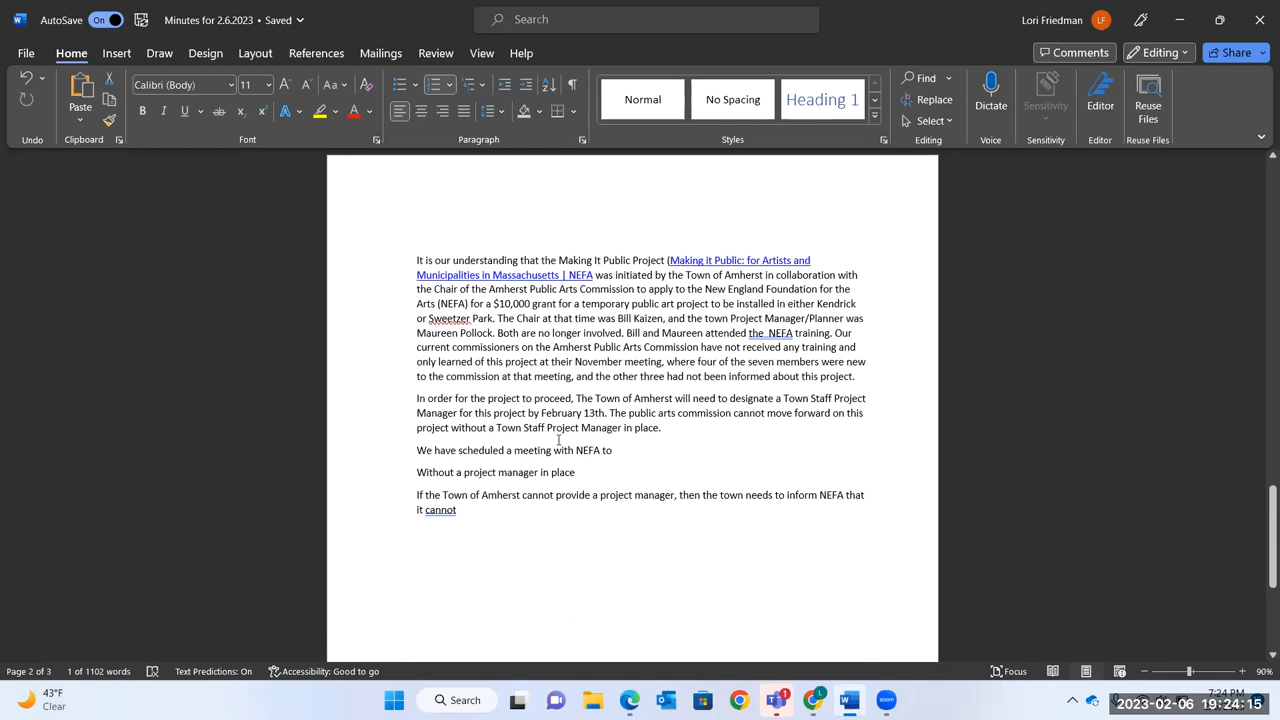 AutoSave On Minutes for 2.6.2023 • Saved Search Lori Friedman LF
File Home Insert Draw Design Layout References Mailings Review View Help Comments Editing Share
Paste Calibri (Body) 11 Aa Normal No Spacing Heading 1 Find Replace Select Dictate Sensitivity Editor Reuse Files
Undo Clipboard Font Paragraph Styles Editing Voice Sensitivity Editor Reuse Files
It is our understanding that the Making It Public Project (Making it Public: for Artists and
Municipalities in Massachusetts | NEFA was initiated by the Town of Amherst in collaboration with
the Chair of the Amherst Public Arts Commission to apply to the New England Foundation for the
Arts (NEFA) for a $10,000 grant for a temporary public art project to be installed in either Kendrick
or Sweetzer Park. The Chair at that time was Bill Kaizen, and the town Project Manager/Planner was
Maureen Pollock. Both are no longer involved. Bill and Maureen attended the  NEFA training. Our
current commissioners on the Amherst Public Arts Commission have not received any training and
only learned of this project at their November meeting, where four of the seven members were new
to the commission at that meeting, and the other three had not been informed about this project.
In order for the project to proceed, The Town of Amherst will need to designate a Town Staff Project
Manager for this project by February 13th. The public arts commission cannot move forward on this
project without a Town Staff Project Manager in place.
We have scheduled a meeting with NEFA to
Without a project manager in place
If the Town of Amherst cannot provide a project manager, then the town needs to inform NEFA that
it cannot
Page 2 of 3 1 of 1102 words Text Predictions: On Accessibility: Good to go Focus 90%
43°F
Clear
Search
zoom
7:24 PM
2023-02-06 19:24:15